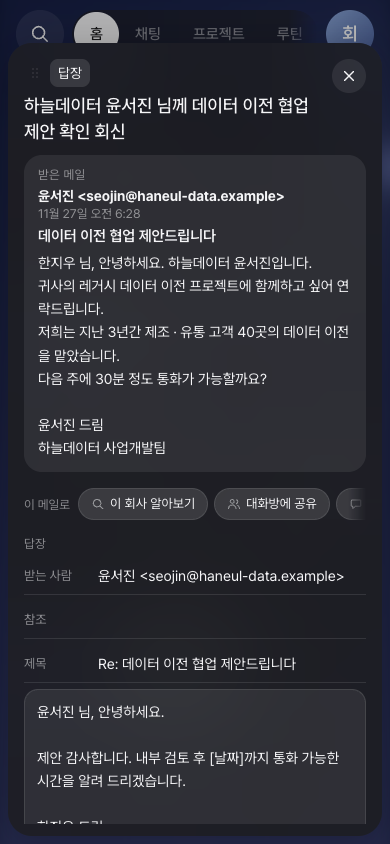 홈
채팅
프로젝트
루틴
회
답장
하늘데이터 윤서진 님께 데이터 이전 협업
제안 확인 회신
받은 메일
윤서진 <seojin@haneul-data.example>
11월 27일 오전 6:28
데이터 이전 협업 제안드립니다
한지우 님, 안녕하세요. 하늘데이터 윤서진입니다.
귀사의 레거시 데이터 이전 프로젝트에 함께하고 싶어 연
락드립니다.
저희는 지난 3년간 제조 · 유통 고객 40곳의 데이터 이전
을 맡았습니다.
다음 주에 30분 정도 통화가 가능할까요?
윤서진 드림
하늘데이터 사업개발팀
이 메일로
이 회사 알아보기
대화방에 공유
답장
받는 사람
윤서진 <seojin@haneul-data.example>
참조
제목
Re: 데이터 이전 협업 제안드립니다
윤서진 님, 안녕하세요.
제안 감사합니다. 내부 검토 후 [날짜]까지 통화 가능한
시간을 알려 드리겠습니다.